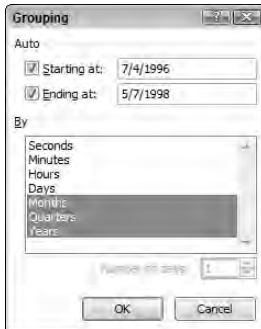 Grouping
Auto
Starting at: 7/4/1996
Ending at: 5/7/1998
By
Seconds
Minutes
Hours
Days
Months
Quarters
Years
Number of days: 1
OK Cancel